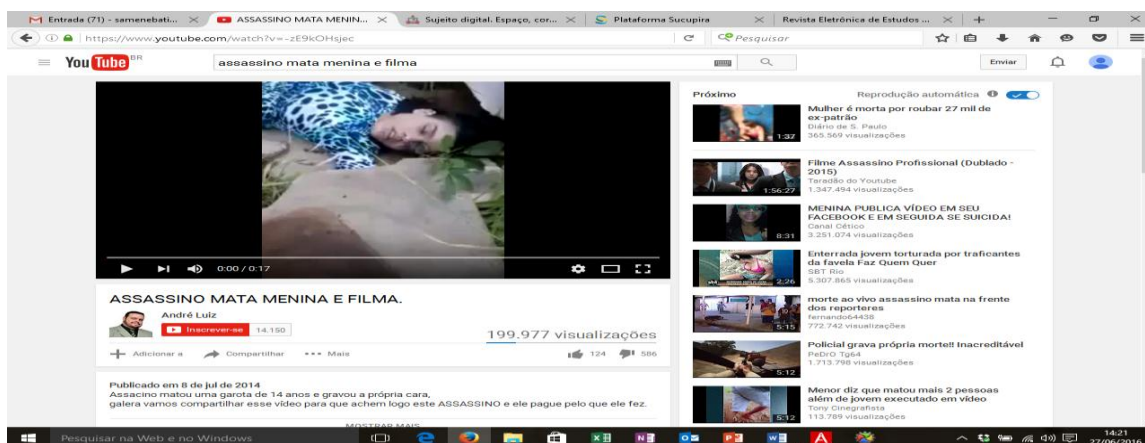 Entrada (71) - samenebati...
ASSASSINO MATA MENIN...
Sujeito digital. Espaço, cor...
Plataforma Sucupira
Revista Eletrônica de Estudos ...
https://www.youtube.com/watch?v=-zE9kOHsjec
Pesquisar
You Tube BR
assassino mata menina e filma
Enviar
0:00 / 0:17
ASSASSINO MATA MENINA E FILMA.
André Luiz
Inscrever-se 14.150
199.977 visualizações
Adicionar a Compartilhar Mais
124 586
Publicado em 8 de jul de 2014
Assacino matou uma garota de 14 anos e gravou a própria cara,
galera vamos compartilhar esse vídeo para que achem logo este ASSASSINO e ele pague pelo que ele fez.
MOSTRAR MAIS
Próximo
Reprodução automática
Mulher é morta por roubar 27 mil de
ex-patrão
Diário de S. Paulo
365.569 visualizações
1:37
Filme Assassino Profissional (Dublado -
2015)
Taradão do Youtube
1.347.494 visualizações
1:56:27
MENINA PUBLICA VÍDEO EM SEU
FACEBOOK E EM SEGUIDA SE SUICIDA!
Canal Cético
3.251.074 visualizações
8:31
Enterrada jovem torturada por traficantes
da favela Faz Quem Quer
SBT Rio
5.307.865 visualizações
2:26
morte ao vivo assassino mata na frente
dos reporteres
fernando64438
772.742 visualizações
5:15
Policial grava própria morte!! Inacreditável
PeDrO Tg64
1.713.798 visualizações
5:12
Menor diz que matou mais 2 pessoas
além de jovem executado em vídeo
Tony Cinegrafista
113.789 visualizações
5:12
Pesquisar na Web e no Windows
14:21
27/06/2016